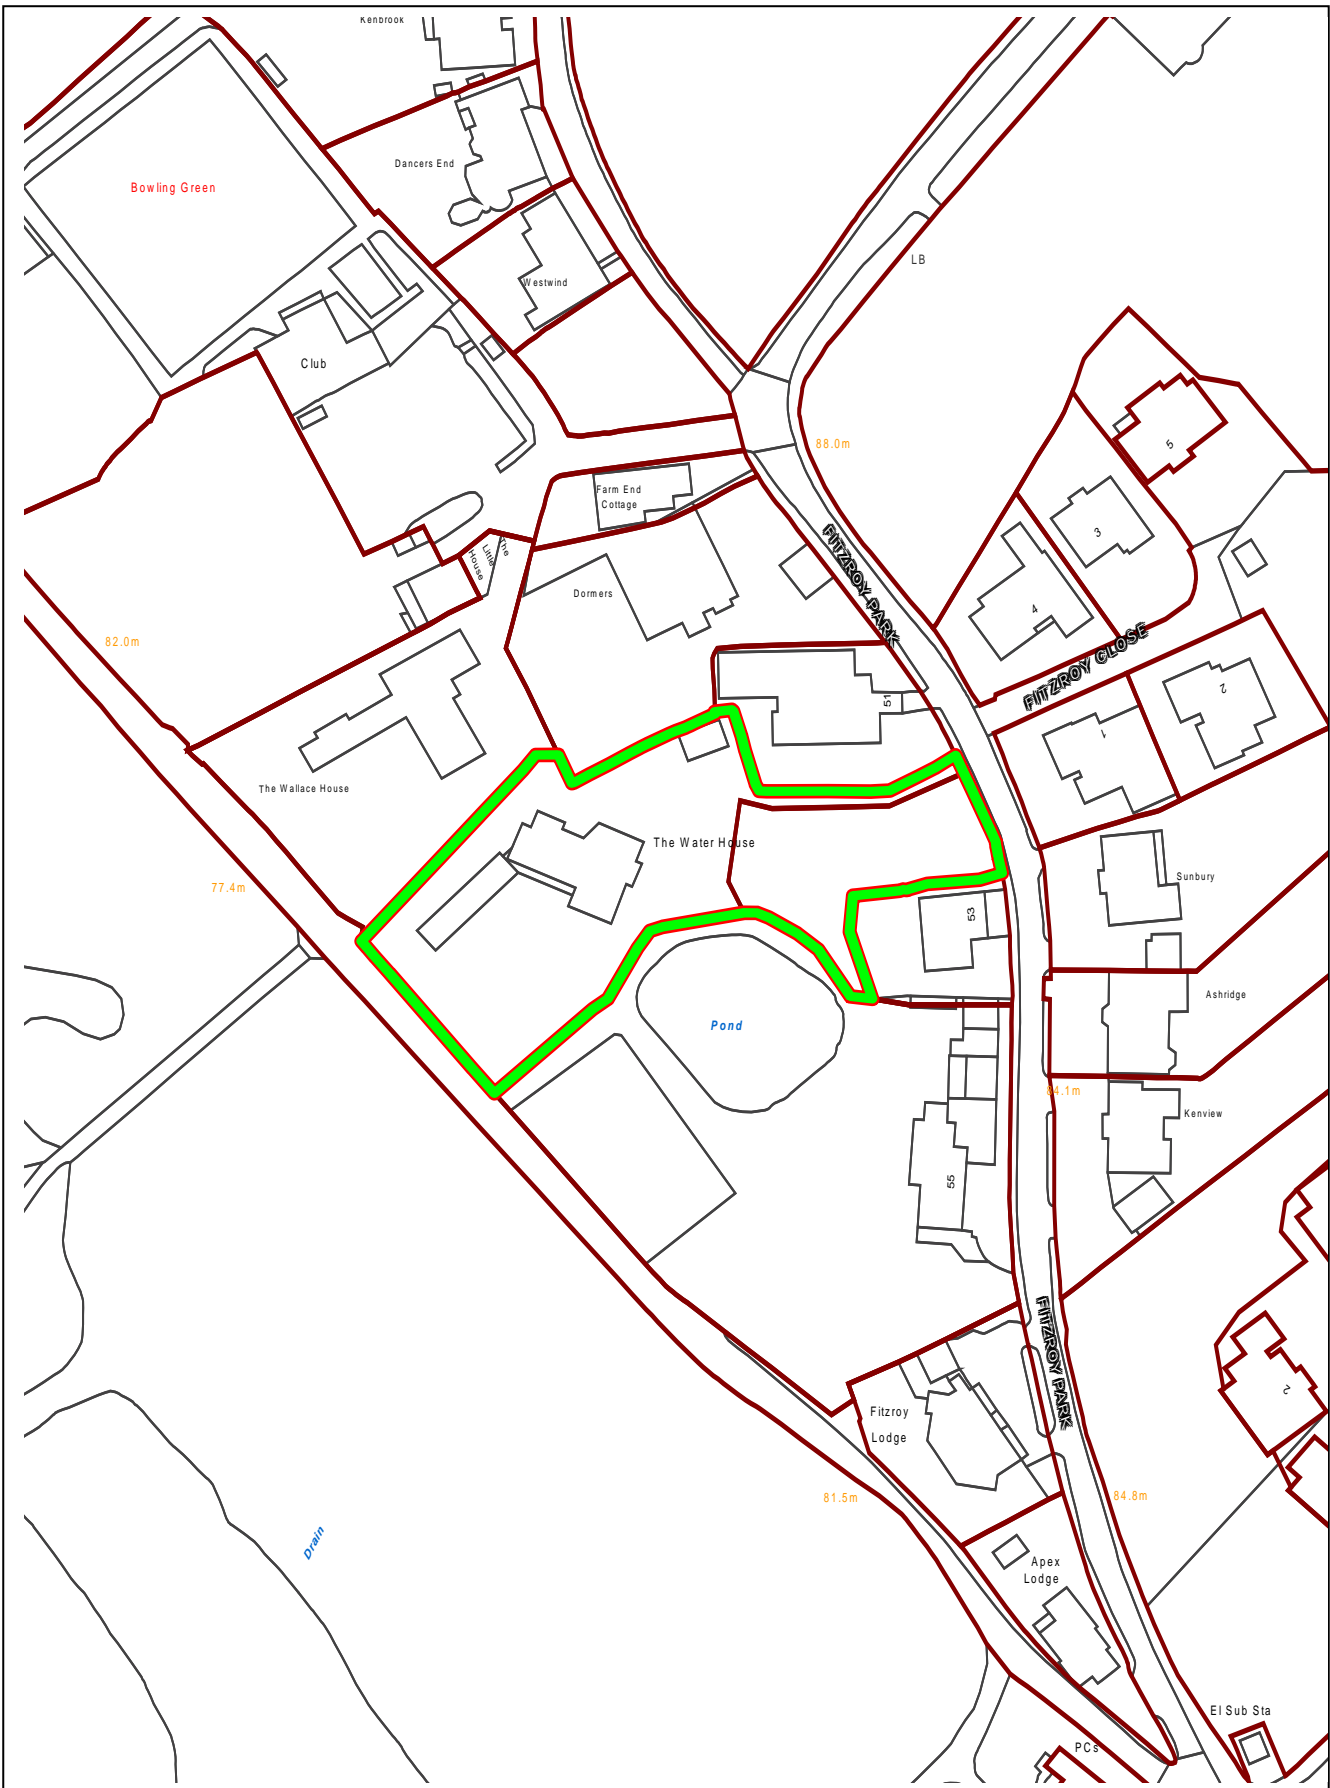 Kenbrook
Dancers End
Bowling Green
LB
Westwind
Club
88.0m
5
Farm End
Cottage
3
The
Little
House
FITZROY PARK
Dormers
4
82.0m
FITZROY CLOSE
2
51
1
The Wallace House
The Water House
Sunbury
77.4m
53
Ashridge
Pond
84.1m
Kenview
55
FITZROY PARK
2
Fitzroy
Lodge
81.5m
84.8m
Drain
Apex
Lodge
El Sub Sta
PCs